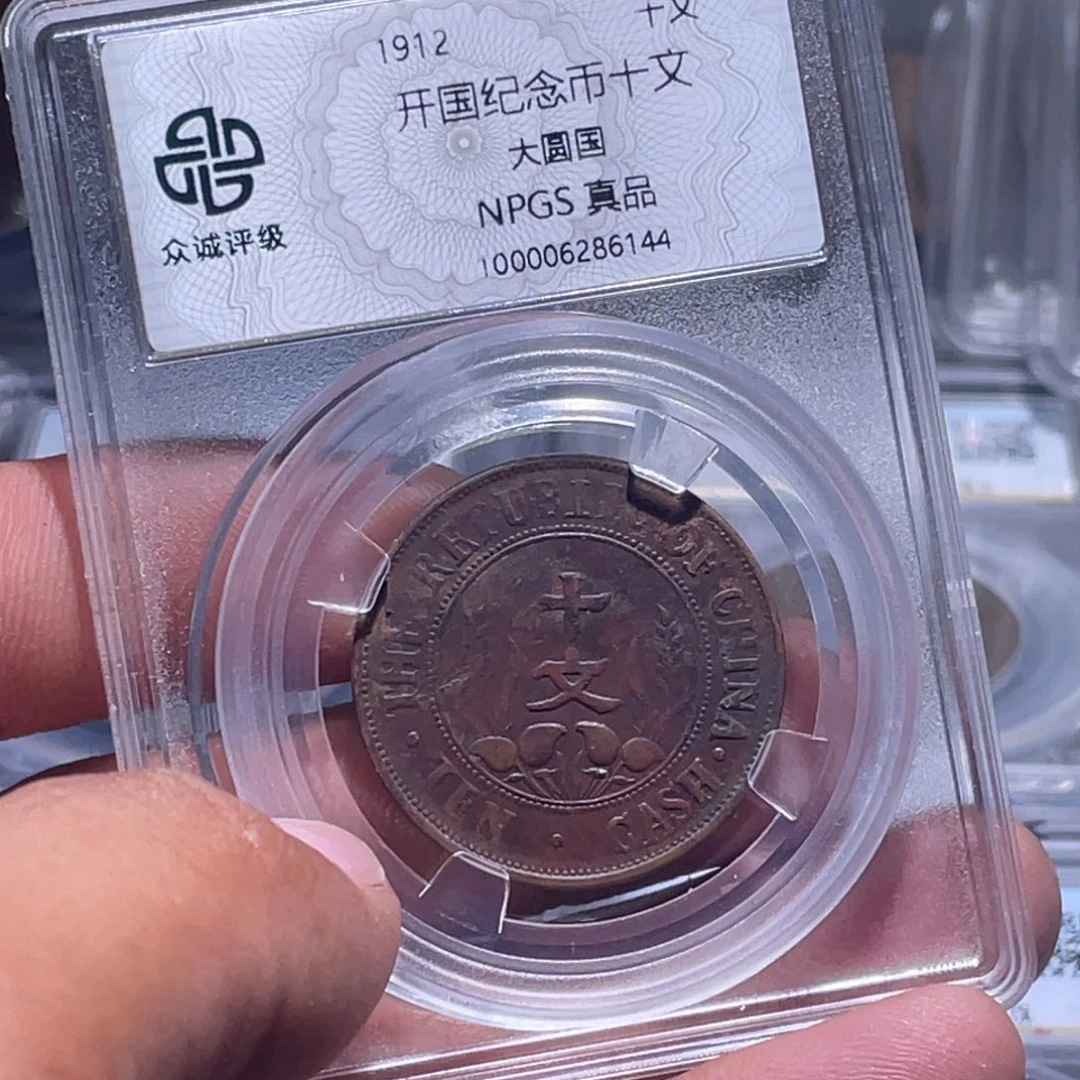 十文
1912
开国纪念币十文
大圆国
NPGS 真品
100006286144
众诚评级
THE REPUBLIC OF CHINA
十
文
TEN CASH